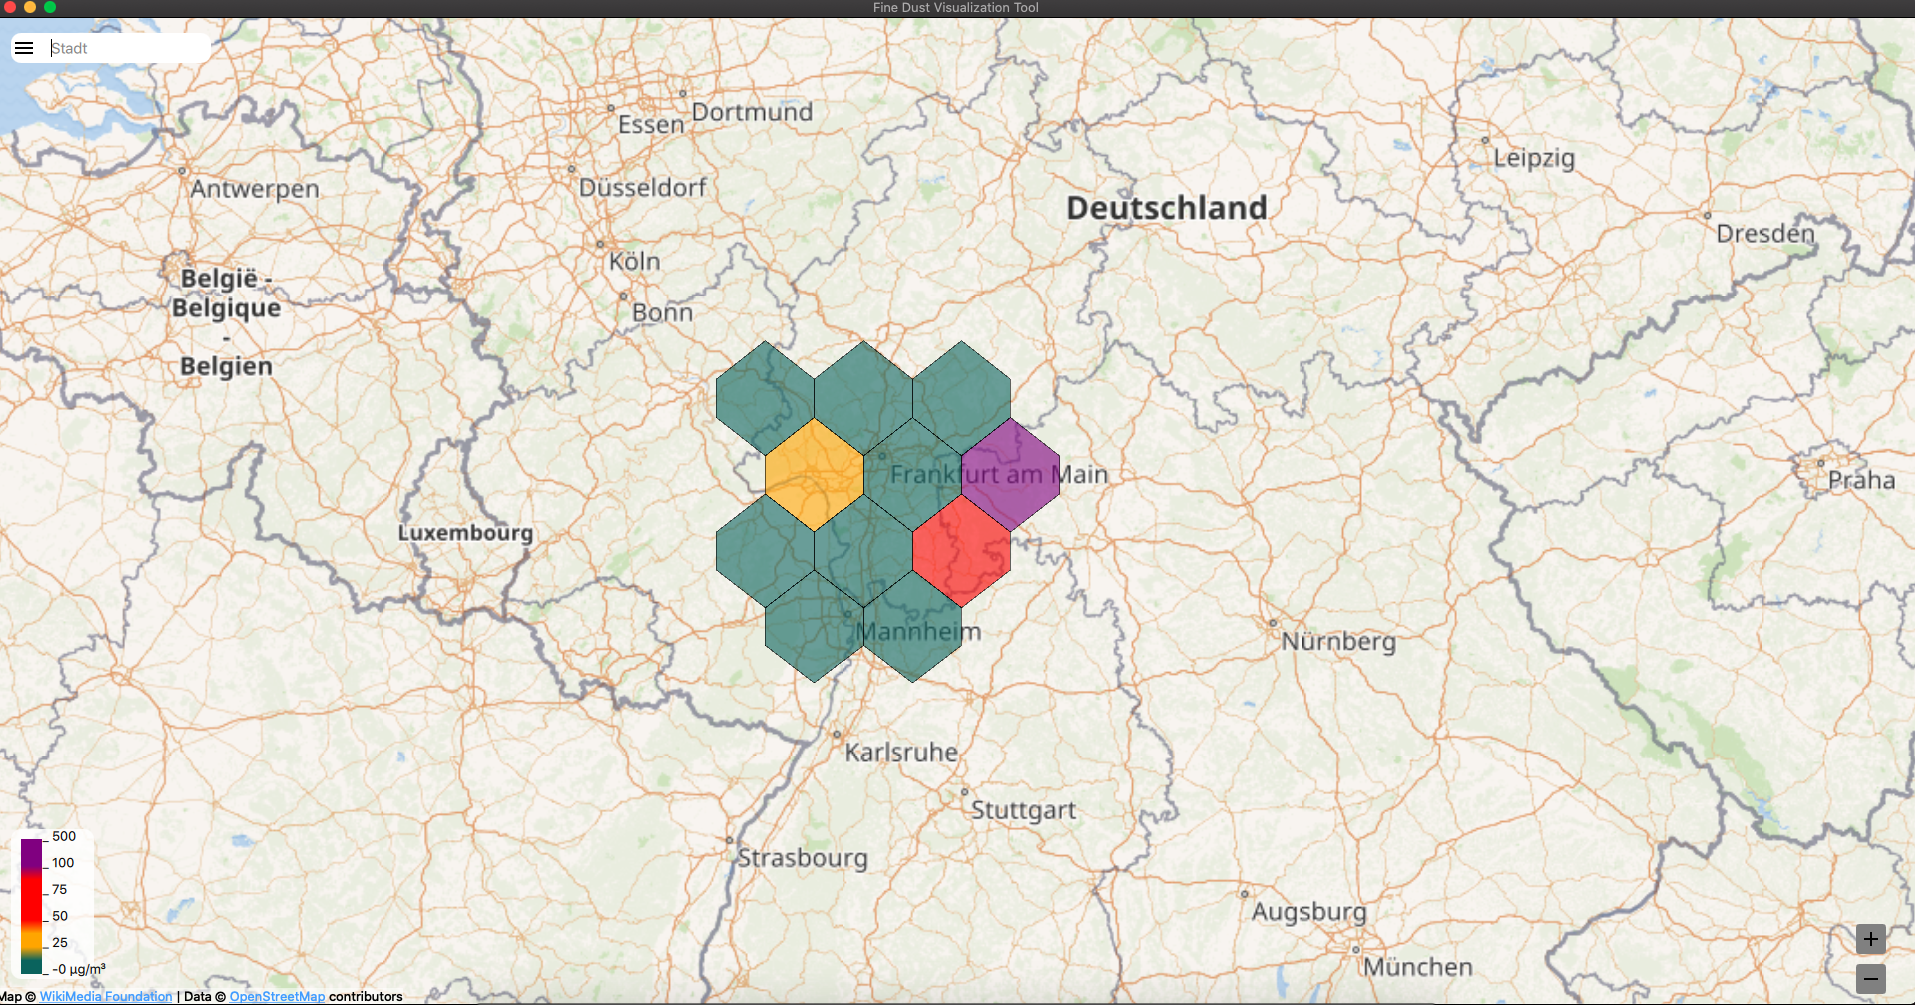 Fine Dust Visualization Tool
Stadt
Dortmund
Essen
Leipzig
Düsseldorf
Antwerpen
Deutschland
Dresden
Köln
België -
Belgique
-
Belgien
Bonn
Frankfurt am Main
Praha
Luxembourg
Mannheim
Nürnberg
Karlsruhe
Stuttgart
Strasbourg
Augsburg
München
500
100
75
50
25
-0 µg/m³
+
−
Map © WikiMedia Foundation | Data © OpenStreetMap contributors